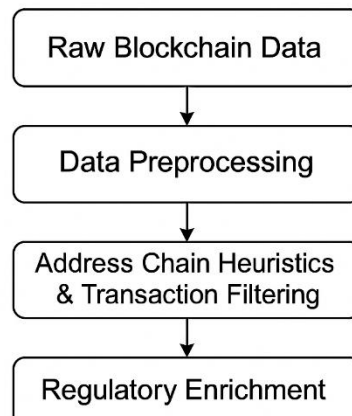 Raw Blockchain Data
Data Preprocessing
Address Chain Heuristics
& Transaction Filtering
Regulatory Enrichment